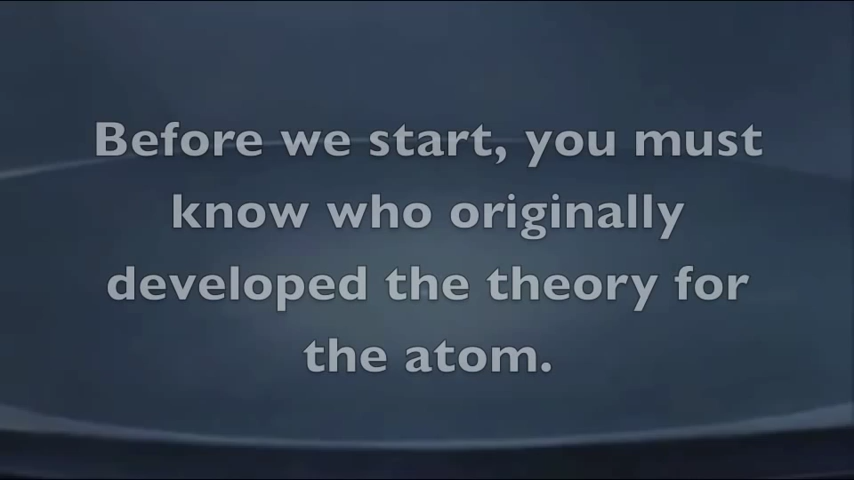 Before we start, you must
know who originally
developed the theory for
the atom.